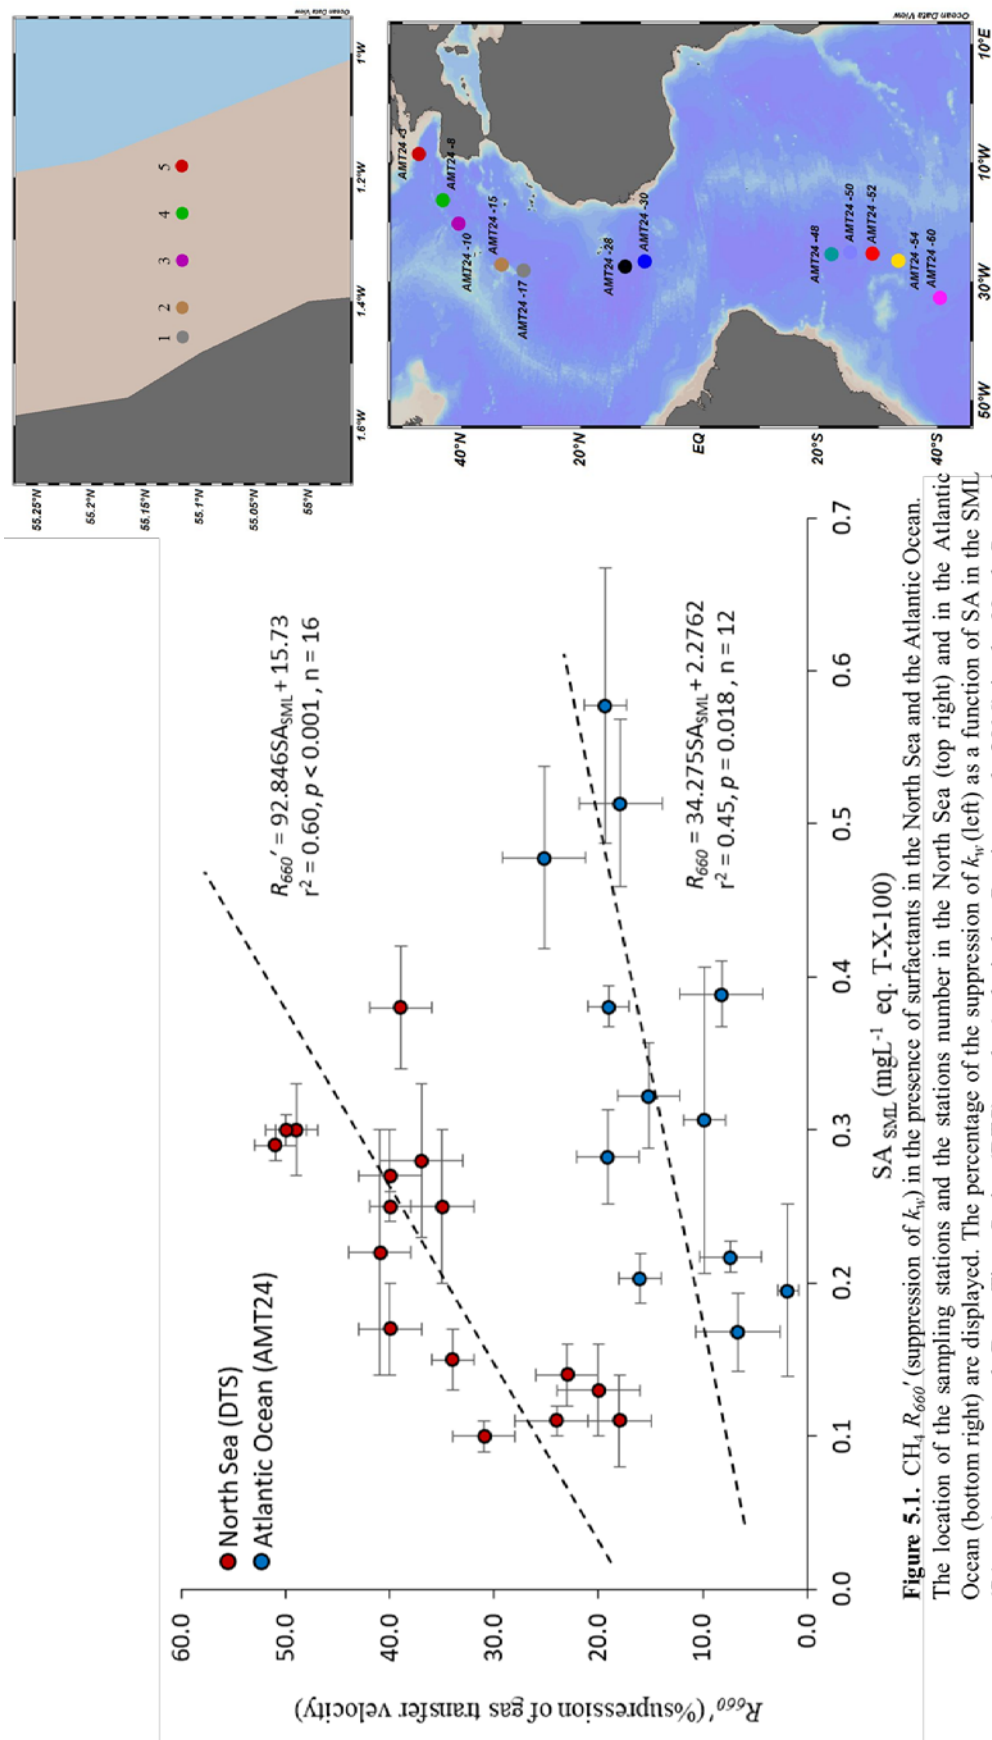 R660′(%supression of gas transfer velocity)
60.0
50.0
40.0
30.0
20.0
10.0
0.0
North Sea (DTS)
Atlantic Ocean (AMT24)
R660′ = 92.846SASML + 15.73
r² = 0.60, p < 0.001 , n = 16
R660 = 34.275SASML + 2.2762
r² = 0.45, p = 0.018 , n = 12
0.0
0.1
0.2
0.3
0.4
0.5
0.6
0.7
SA SML (mgL⁻¹ eq. T-X-100)
55.25°N
55.2°N
55.15°N
55.1°N
55.05°N
55°N
1
2
3
4
5
1.6°W
1.4°W
1.2°W
1°W
Ocean Data View
40°N
20°N
EQ
20°S
40°S
AMT24 -3
AMT24 -8
AMT24 -10
AMT24 -15
AMT24 -17
AMT24 -28
AMT24 -30
AMT24 -48
AMT24 -50
AMT24 -52
AMT24 -54
AMT24 -60
50°W
30°W
10°W
10°E
Ocean Data View
Figure 5.1. CH4 R660′ (suppression of kw) in the presence of surfactants in the North Sea and the Atlantic Ocean.
The location of the sampling stations and the stations number in the North Sea (top right) and in the Atlantic
Ocean (bottom right) are displayed. The percentage of the suppression of kw (left) as a function of SA in the SML